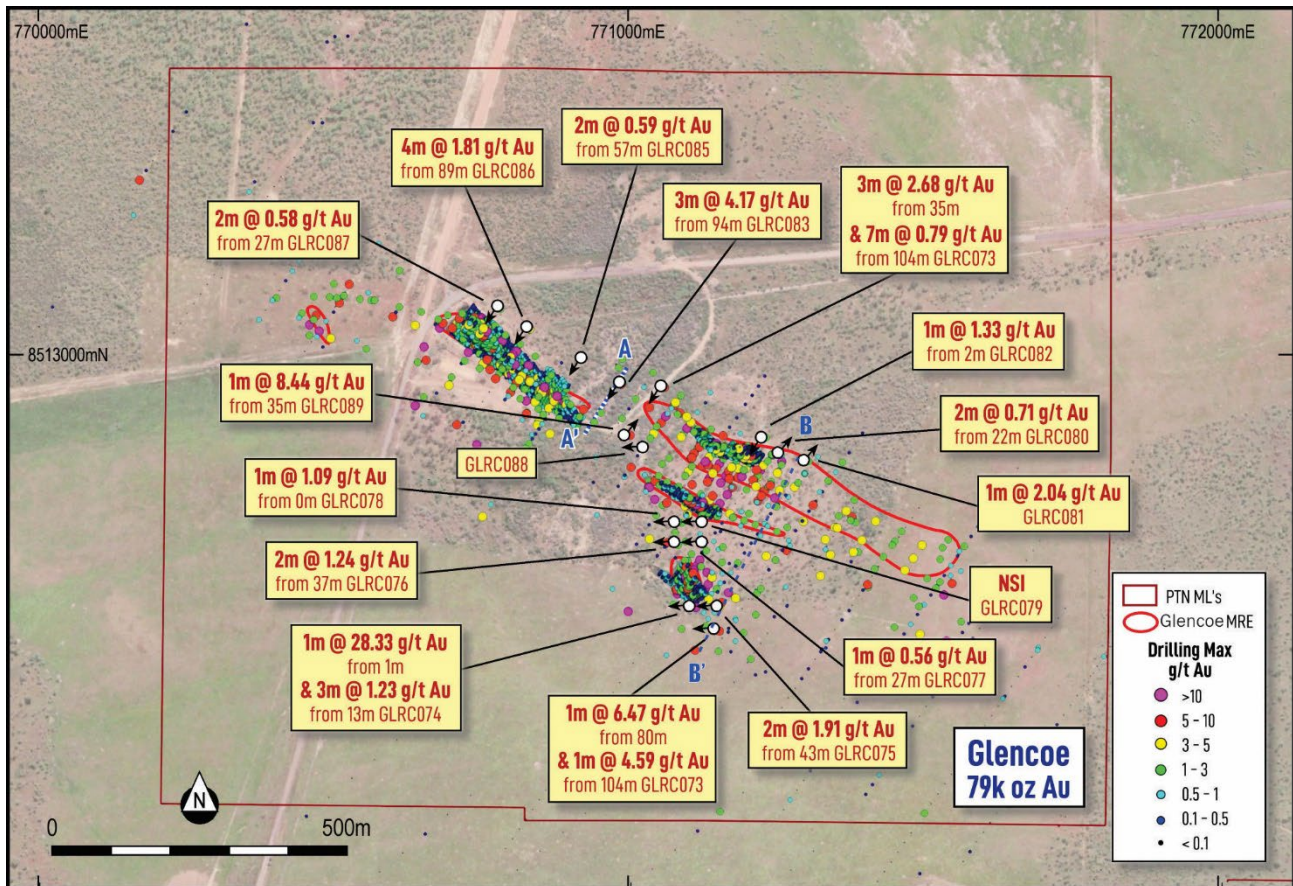 770000mE
771000mE
772000mE
2m @ 0.59 g/t Au
from 57m GLRC085
4m @ 1.81 g/t Au
from 89m GLRC086
3m @ 4.17 g/t Au
from 94m GLRC083
3m @ 2.68 g/t Au
from 35m
& 7m @ 0.79 g/t Au
from 104m GLRC073
2m @ 0.58 g/t Au
from 27m GLRC087
1m @ 1.33 g/t Au
from 2m GLRC082
8513000mN
A
1m @ 8.44 g/t Au
from 35m GLRC089
A'
B
2m @ 0.71 g/t Au
from 22m GLRC080
GLRC088
1m @ 1.09 g/t Au
from 0m GLRC078
1m @ 2.04 g/t Au
GLRC081
2m @ 1.24 g/t Au
from 37m GLRC076
NSI
GLRC079
1m @ 28.33 g/t Au
from 1m
& 3m @ 1.23 g/t Au
from 13m GLRC074
B'
1m @ 0.56 g/t Au
from 27m GLRC077
1m @ 6.47 g/t Au
from 80m
& 1m @ 4.59 g/t Au
from 104m GLRC073
2m @ 1.91 g/t Au
from 43m GLRC075
Glencoe
79k oz Au
PTN ML's
Glencoe MRE
Drilling Max
g/t Au
>10
5 - 10
3 - 5
1 - 3
0.5 - 1
0.1 - 0.5
< 0.1
N
0
500m